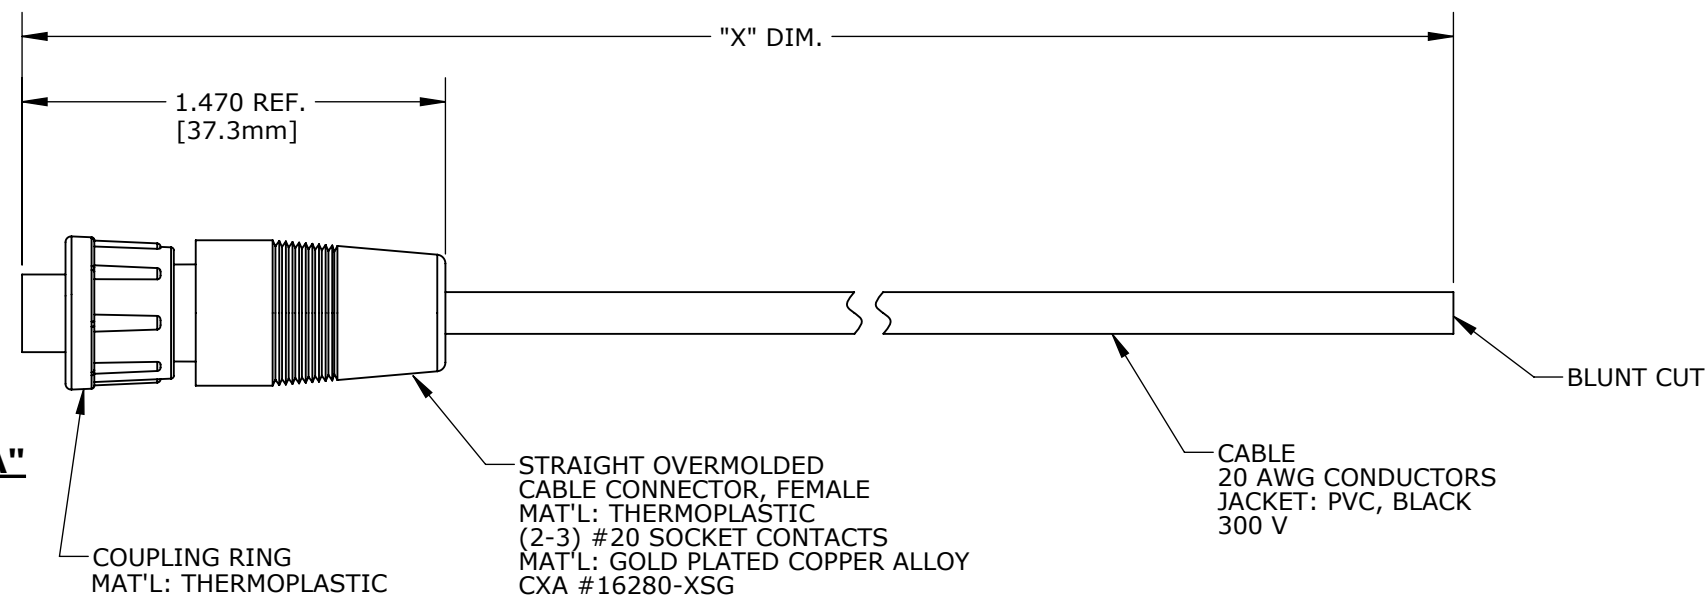 "X" DIM.
1.470 REF.
[37.3mm]
BLUNT CUT
A"
STRAIGHT OVERMOLDED
CABLE CONNECTOR, FEMALE
MAT'L: THERMOPLASTIC
(2-3) #20 SOCKET CONTACTS
MAT'L: GOLD PLATED COPPER ALLOY
CXA #16280-XSG
CABLE
20 AWG CONDUCTORS
JACKET: PVC, BLACK
300 V
COUPLING RING
MAT'L: THERMOPLASTIC